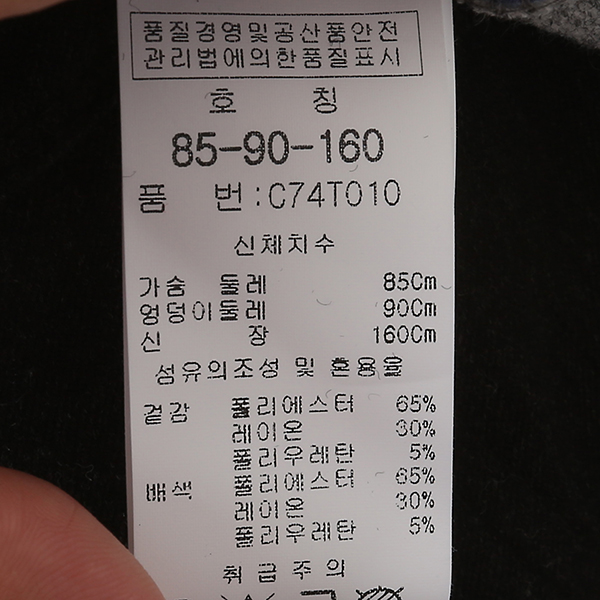 품질경영및공산품안전
관리법에의한품질표시
호 칭
85-90-160
품 번:C74T010
신체치수
가슴 둘레 85Cm
엉덩이둘레 90Cm
신 장 160Cm
섬유의조성 및 혼용율
겉감 폴리에스터 65%
레이온 30%
폴리우레탄 5%
배색 폴리에스터 65%
레이온 30%
폴리우레탄 5%
취급주의